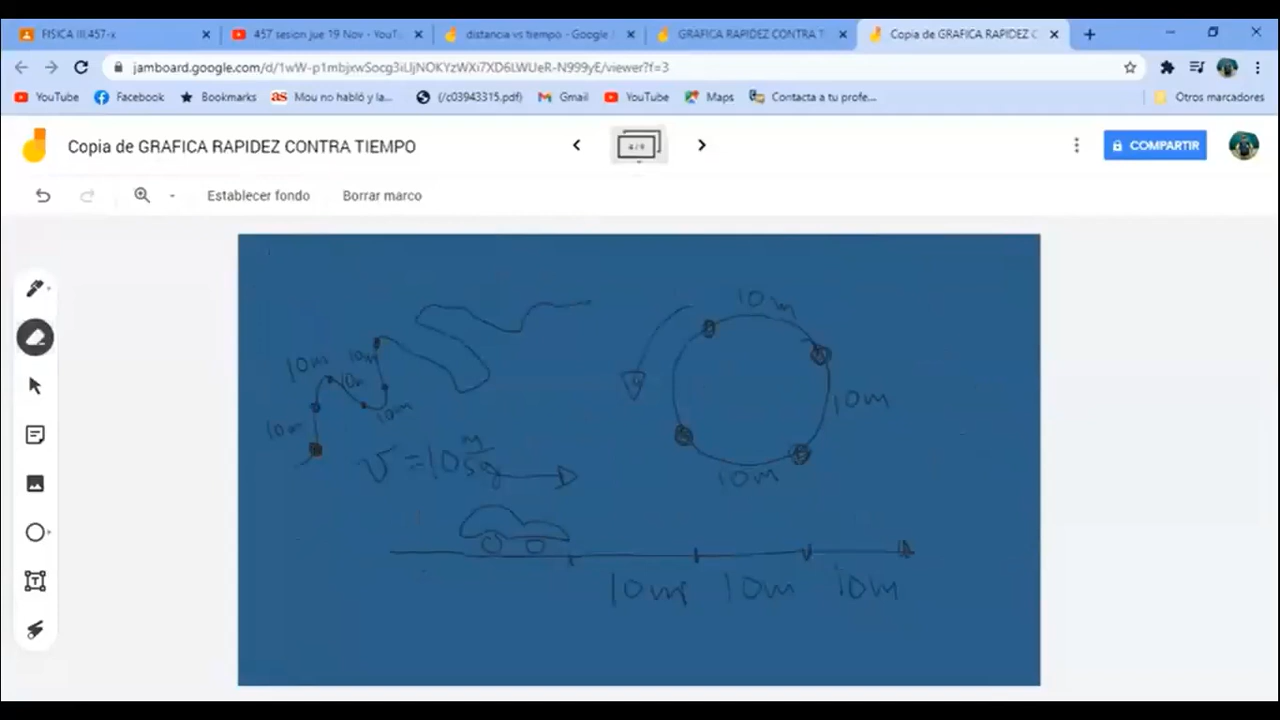 FISICA III,457-x
457 sesion jue 19 Nov - YouT
distancia vs tiempo - Google
GRAFICA RAPIDEZ CONTRA T
Copia de GRAFICA RAPIDEZ C
jamboard.google.com/d/1wW-p1mbjxwSocg3iLIjNOKYzWXi7XD6LWUeR-N999yE/viewer?f=3
YouTube
Facebook
Bookmarks
as Mou no habló y la...
(/c03943315.pdf)
Gmail
YouTube
Maps
Contacta a tu profe...
Otros marcadores
Copia de GRAFICA RAPIDEZ CONTRA TIEMPO
4 / 9
COMPARTIR
Establecer fondo
Borrar marco
10m
10m
10m
10m
10m
10m
10m
10m
v = 10 m/sg
10m 10m 10m